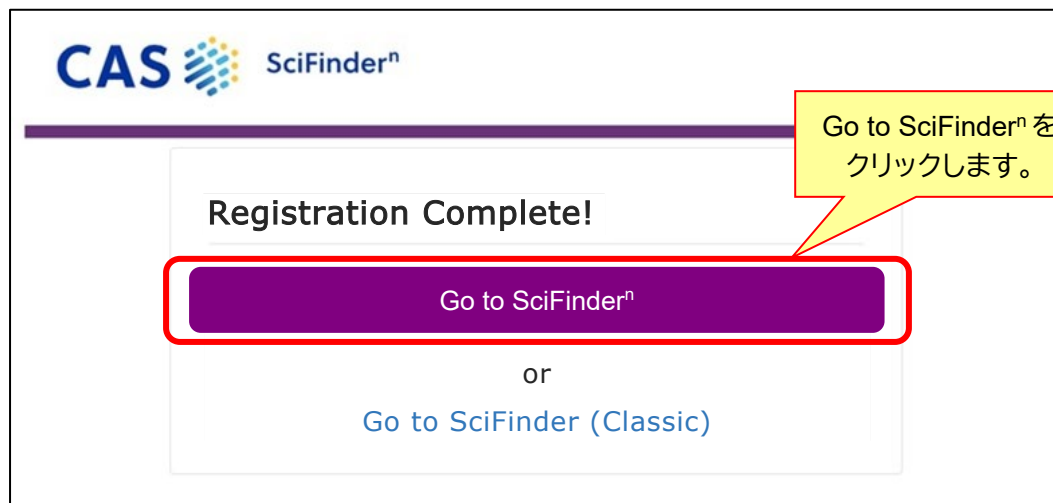 CAS SciFinderⁿ
Go to SciFinderⁿ を
クリックします。
Registration Complete!
Go to SciFinderⁿ
or
Go to SciFinder (Classic)